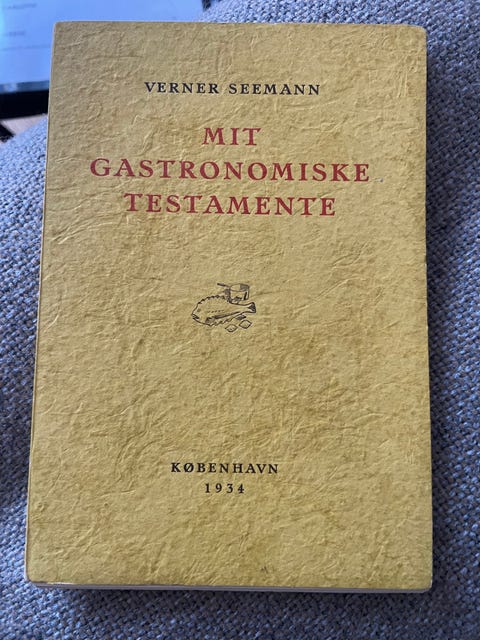 VERNER SEEMANN
MIT
GASTRONOMISKE
TESTAMENTE
KØBENHAVN
1934